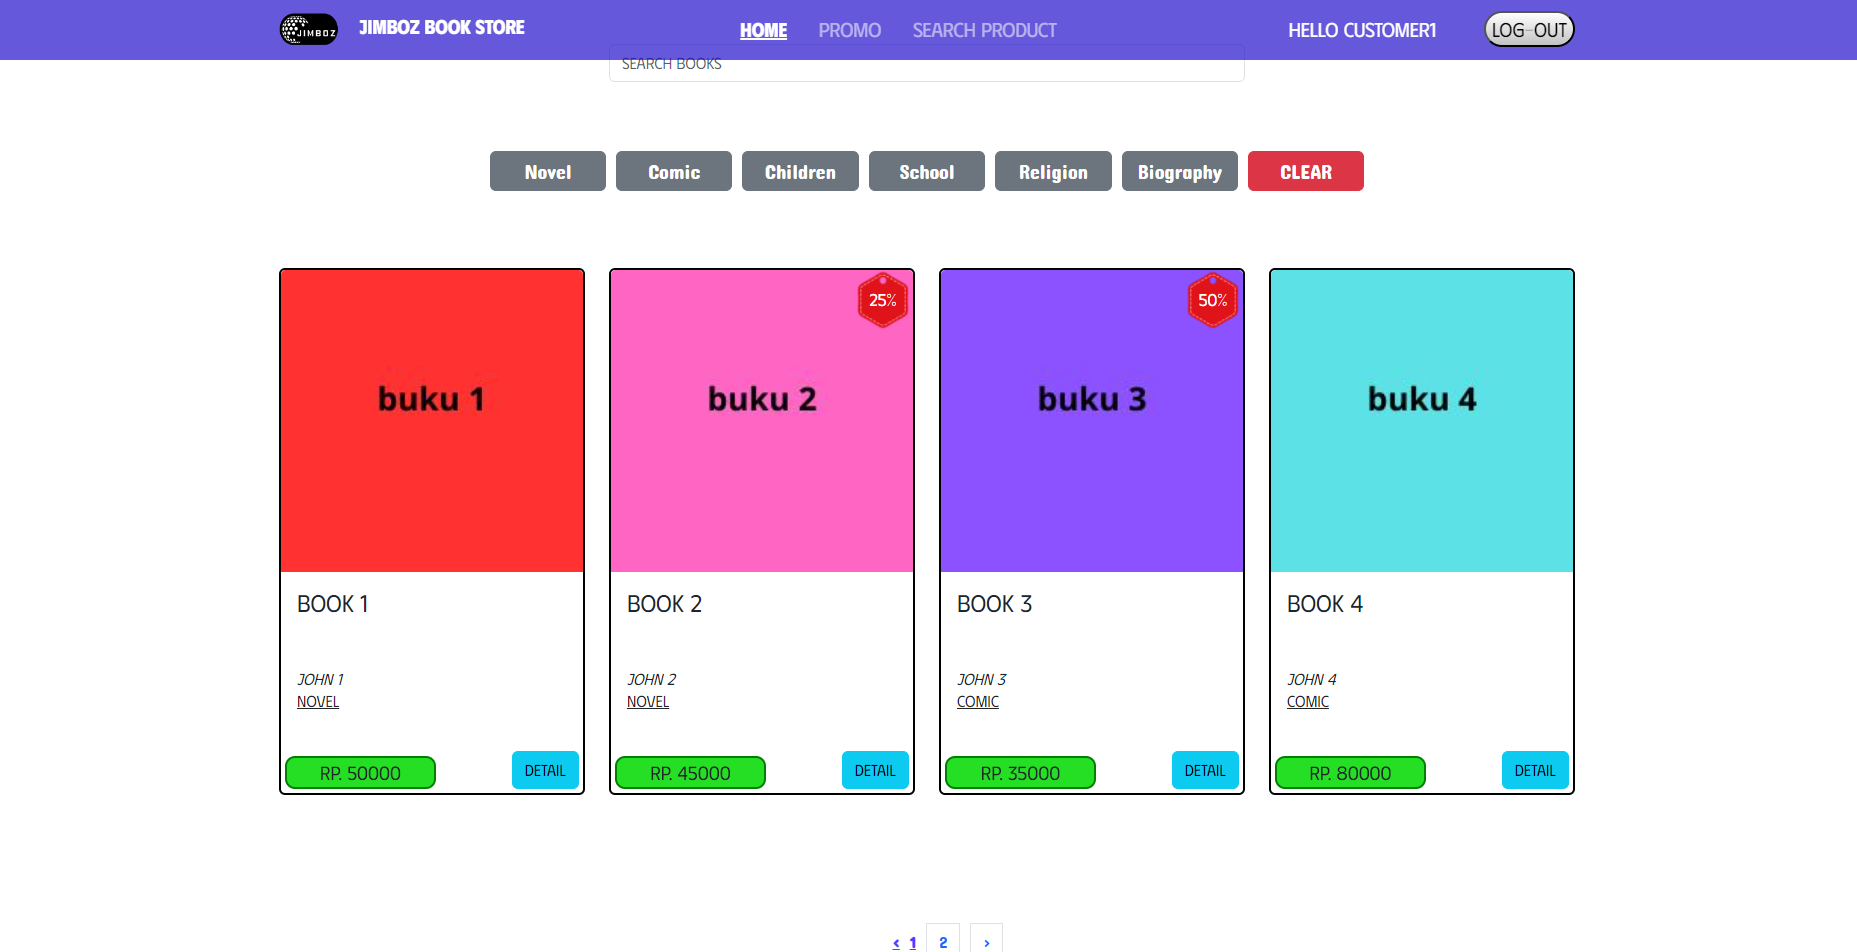 JIMBOZ
JIMBOZ BOOK STORE
HOME
PROMO
SEARCH PRODUCT
HELLO CUSTOMER1
LOG-OUT
SEARCH BOOKS
Novel
Comic
Children
School
Religion
Biography
CLEAR
buku 1
BOOK 1
JOHN 1
NOVEL
RP. 50000
DETAIL
25%
buku 2
BOOK 2
JOHN 2
NOVEL
RP. 45000
DETAIL
50%
buku 3
BOOK 3
JOHN 3
COMIC
RP. 35000
DETAIL
buku 4
BOOK 4
JOHN 4
COMIC
RP. 80000
DETAIL
‹ 1 2 ›